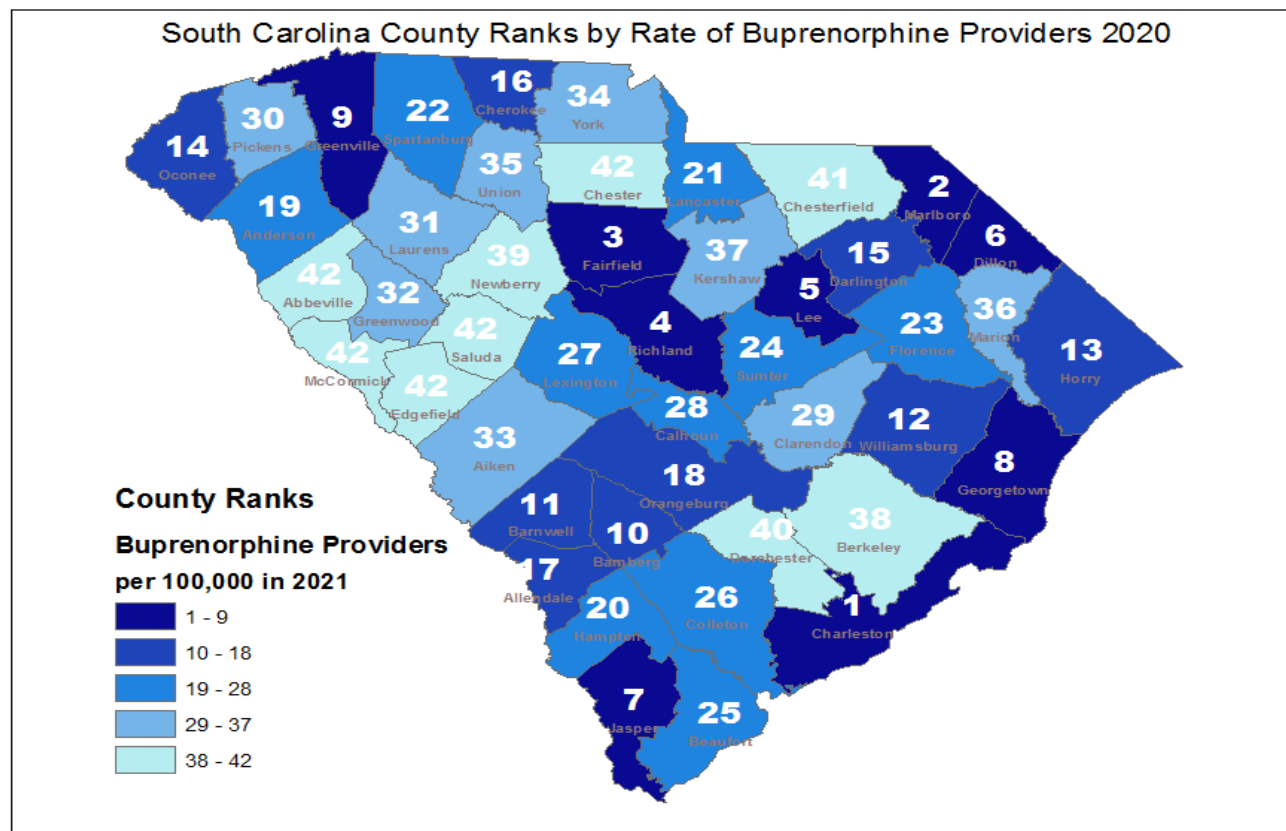 South Carolina County Ranks by Rate of Buprenorphine Providers 2020
16
Cherokee
34
York
30
Pickens
9
Greenville
22
Spartanburg
14
Oconee
35
Union
42
Chester
21
Lancaster
41
Chesterfield
2
Marlboro
19
Anderson
31
Laurens
3
Fairfield
6
Dillon
39
Newberry
37
Kershaw
15
Darlington
42
Abbeville
32
Greenwood
5
Lee
36
Marion
42
Saluda
4
Richland
23
Florence
42
McCormick
27
Lexington
24
Sumter
13
Horry
42
Edgefield
28
Calhoun
29
Clarendon
12
Williamsburg
33
Aiken
18
Orangeburg
8
Georgetown
11
Barnwell
10
Bamberg
40
Dorchester
38
Berkeley
17
Allendale
20
Hampton
26
Colleton
1
Charleston
7
Jasper
25
Beaufort
County Ranks
Buprenorphine Providers
per 100,000 in 2021
1 - 9
10 - 18
19 - 28
29 - 37
38 - 42